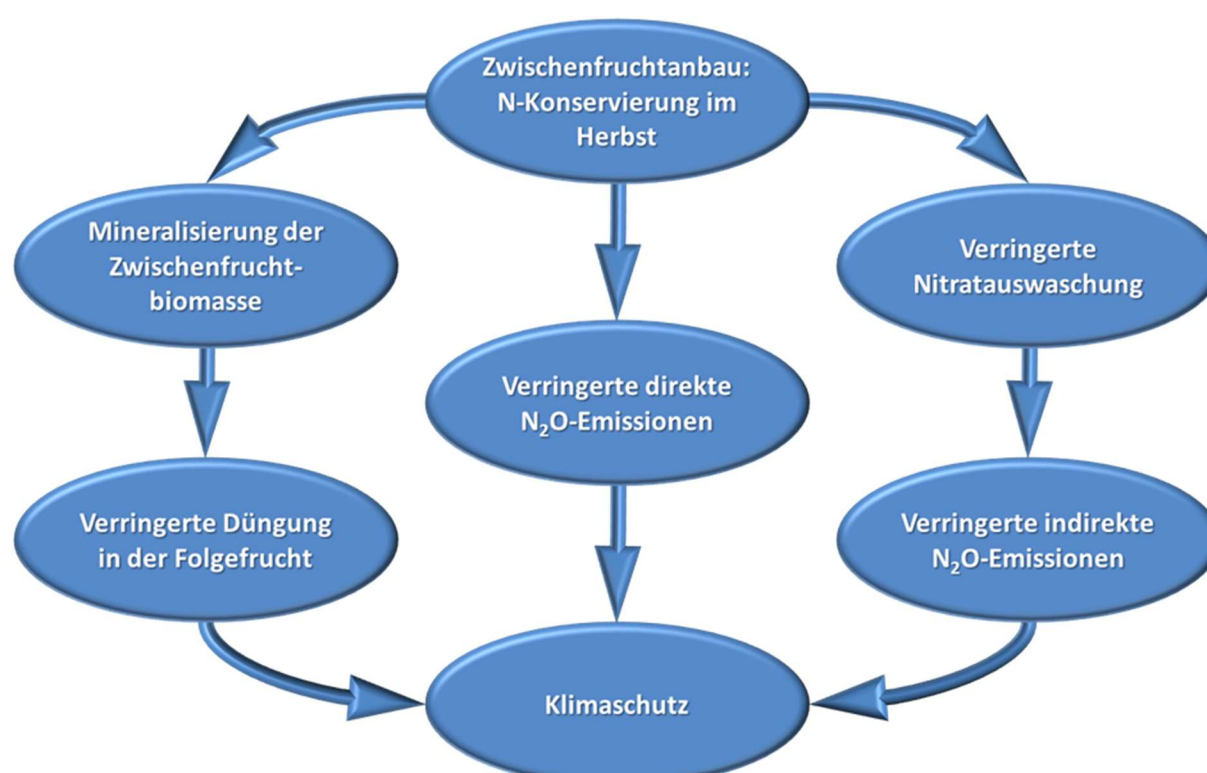 Zwischenfruchtanbau:
N-Konservierung im
Herbst
Mineralisierung der
Zwischenfrucht-
biomasse
Verringerte
Nitratauswaschung
Verringerte direkte
N₂O-Emissionen
Verringerte Düngung
in der Folgefrucht
Verringerte indirekte
N₂O-Emissionen
Klimaschutz